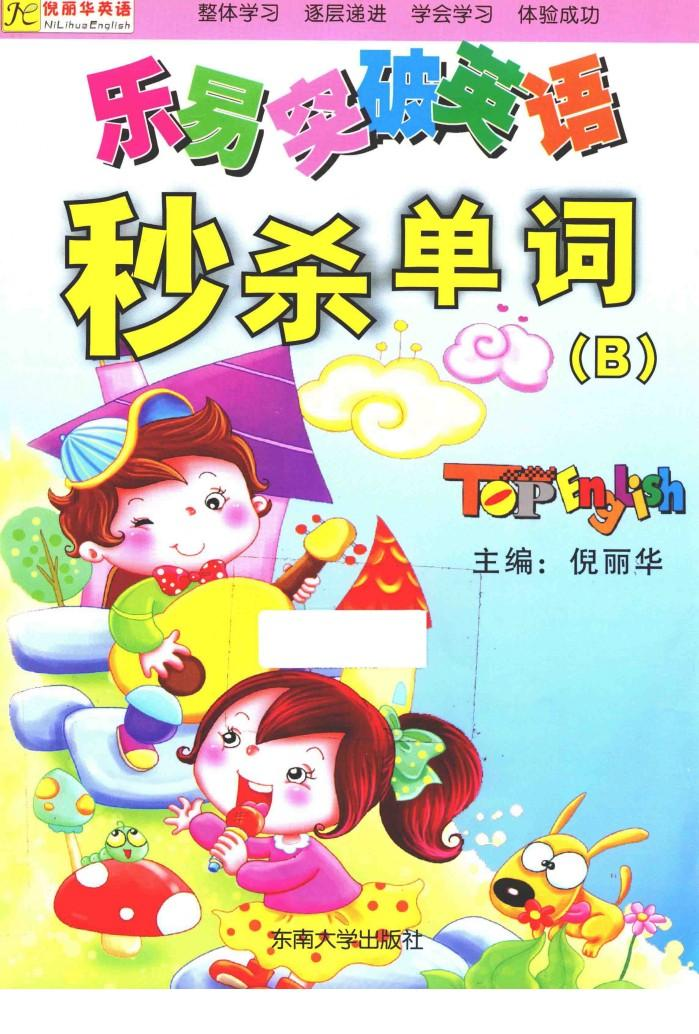 倪丽华英语
NiLihuaEnglish
整体学习 逐层递进 学会学习 体验成功
乐易突破英语
秒杀单词
(B)
TOP English
主编：倪丽华
东南大学出版社